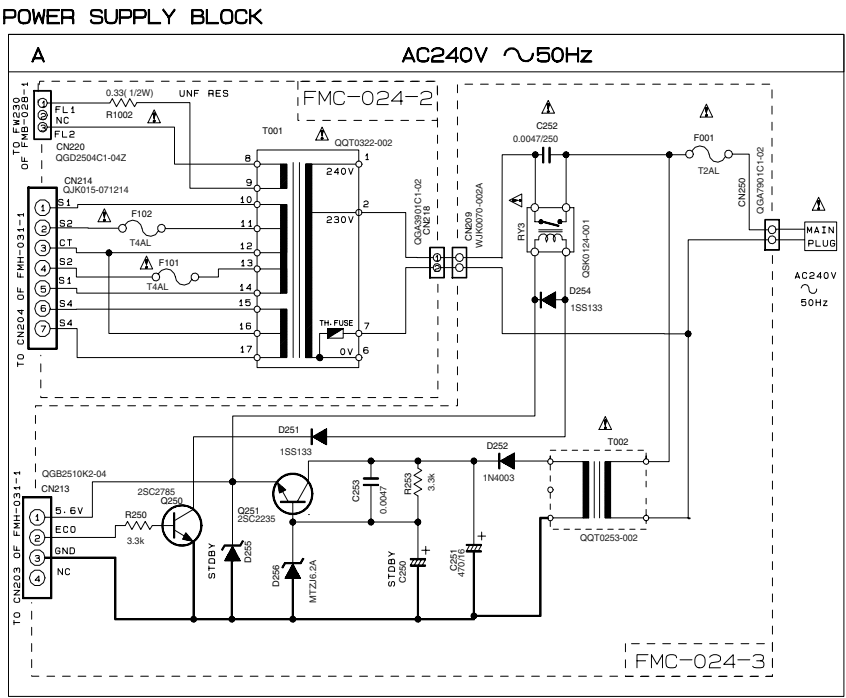 POWER SUPPLY BLOCK
A
AC240V 50Hz
TO FW230
OF FMB-028-1
1
2
3
FL1
NC
FL2
CN220
QGD2504C1-04Z
0.33(1/2W)
R1002
UNF RES
FMC-024-2
T001
QQT0322-002
CN214
QJK015-071214
TO CN204 OF FMH-031-1
1
2
3
4
5
6
7
S1
S2
CT
S2
S1
S4
S4
F102
T4AL
F101
T4AL
8
9
10
11
12
13
14
15
16
17
1
240V
2
230V
TH.FUSE
7
0V
6
QGA3901C1-02
CN218
1
2
CN209
WJK0070-002A
C252
0.0047/250
F001
T2AL
RY3
QSK0124-001
D254
1SS133
CN250
QGA7901C1-02
MAIN
PLUG
AC240V
50Hz
D251
1SS133
D252
1N4003
T002
QQT0253-002
QGB2510K2-04
CN213
TO CN203 OF FMH-031-1
1
2
3
4
5.6V
ECO
GND
NC
R250
3.3k
2SC2785
Q250
Q251
2SC2235
STDBY
D255
D256
MTZJ6.2A
C253
0.0047
R253
3.3k
STDBY
C250
+
C251
470/16
+
FMC-024-3